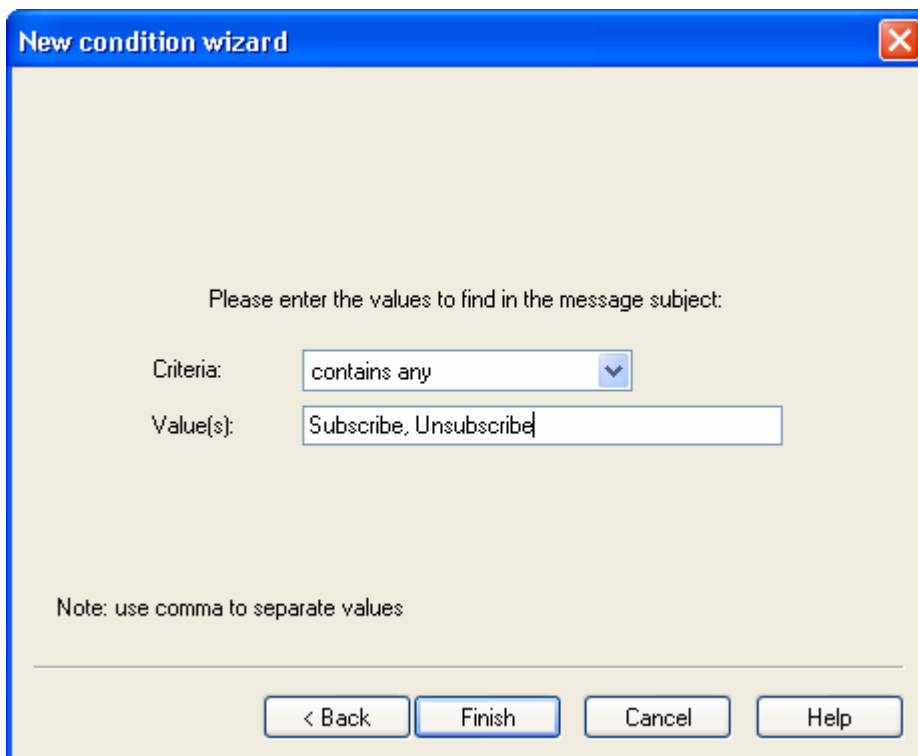 New condition wizard
Please enter the values to find in the message subject:
Criteria: contains any
Value(s): Subscribe, Unsubscribe
Note: use comma to separate values
< Back Finish Cancel Help